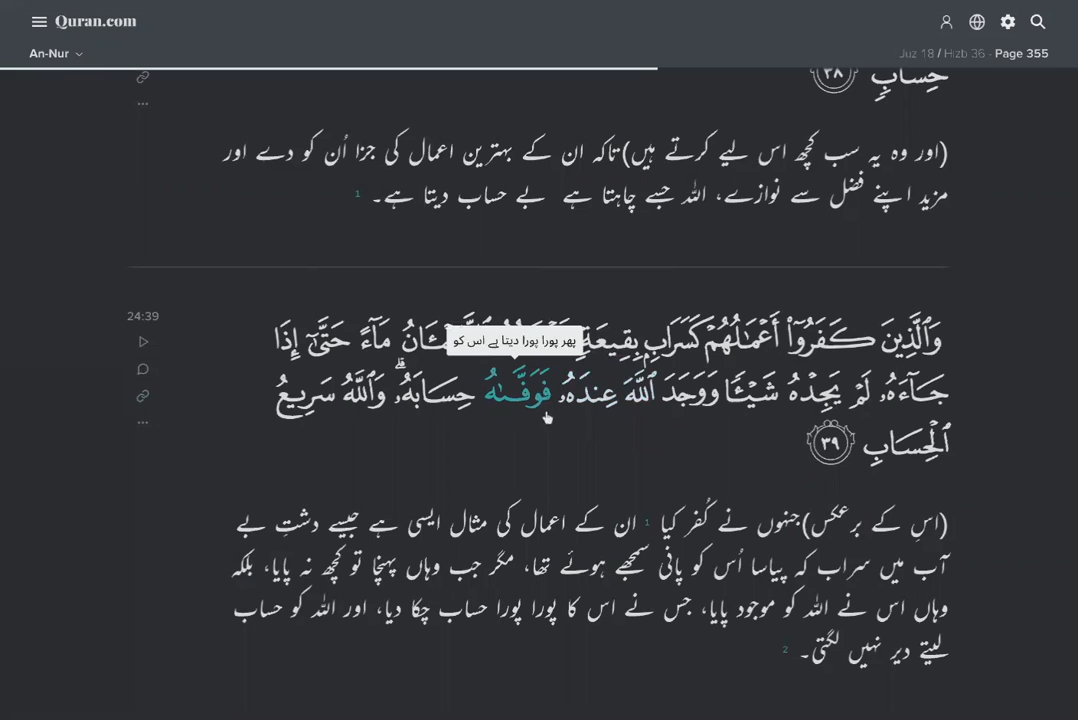 Quran.com
An-Nur
Juz 18 / Hizb 36 - Page 355
حِسَابٍ ٣٨
(اور وہ یہ سب کچھ اس لیے کرتے ہیں)تاکہ ان کے بہترین اعمال کی جزا اُن کو دے اور
مزید اپنے فضل سے نوازے، اللہ جسے چاہتا ہے بے حساب دیتا ہے۔ 1
24:39
وَٱلَّذِينَ كَفَرُوٓا۟ أَعْمَـٰلُهُمْ كَسَرَابٍۭ بِقِيعَةٍ مَآءً حَتَّىٰٓ إِذَا
پھر پورا پورا دیتا ہے اس کو
جَآءَهُۥ لَمْ يَجِدْهُ شَيْـًٔا وَوَجَدَ ٱللَّهَ عِندَهُۥ فَوَفَّىٰهُ حِسَابَهُۥ ۗ وَٱللَّهُ سَرِيعُ
ٱلْحِسَابِ ٣٩
(اس کے برعکس)جنہوں نے کُفر کیا 1 ان کے اعمال کی مثال ایسی ہے جیسے دشتِ بے
آب میں سراب کہ پیاسا اُس کو پانی سمجھے ہوئے تھا، مگر جب وہاں پہنچا تو کچھ نہ پایا، بلکہ
وہاں اس نے اللہ کو موجود پایا، جس نے اس کا پورا پورا حساب چکا دیا، اور اللہ کو حساب
لیتے دیر نہیں لگتی۔ 2